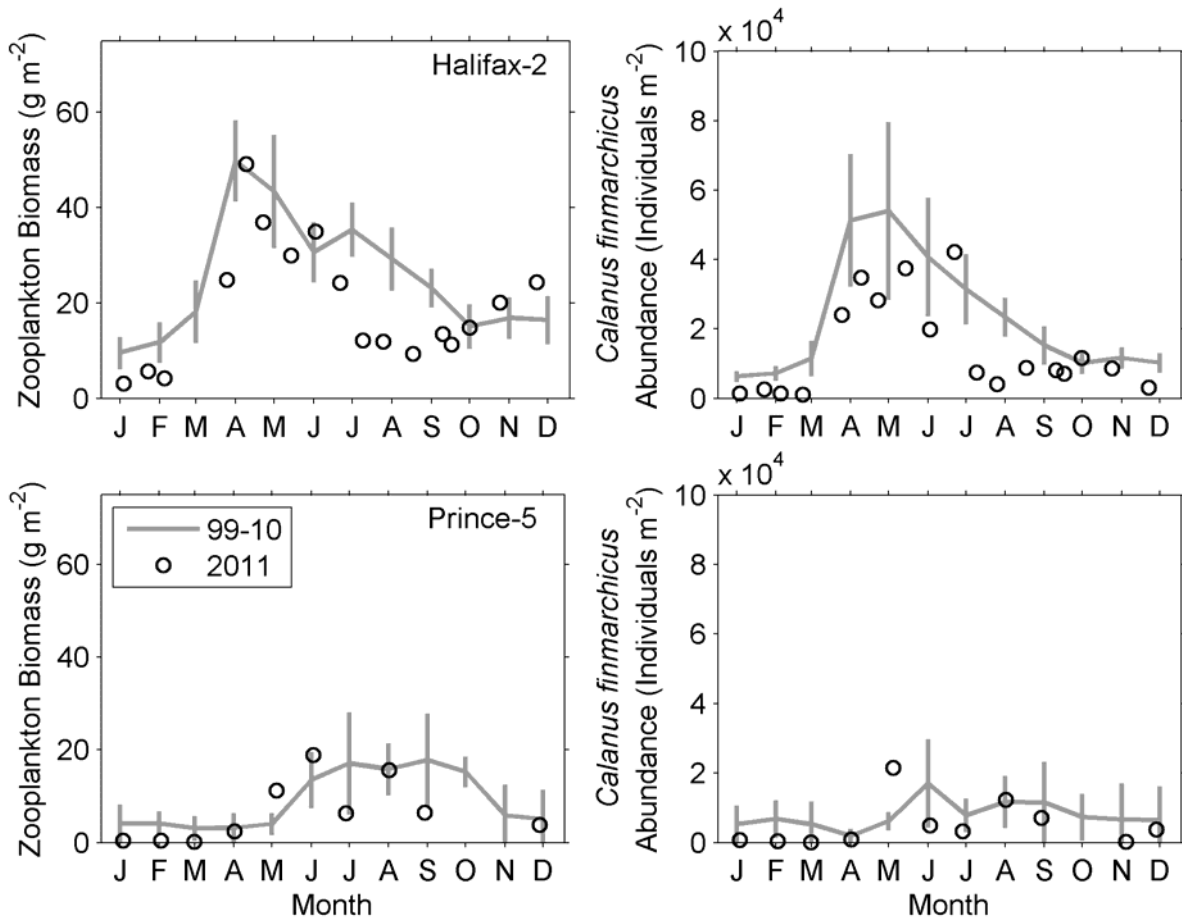 Halifax-2
Zooplankton Biomass (g m⁻²)
60
40
20
0
J F M A M J J A S O N D
x 10⁴
Calanus finmarchicus
Abundance (Individuals m⁻²)
10
8
6
4
2
0
J F M A M J J A S O N D
Prince-5
99-10
2011
Zooplankton Biomass (g m⁻²)
60
40
20
0
J F M A M J J A S O N D
Month
x 10⁴
Calanus finmarchicus
Abundance (Individuals m⁻²)
10
8
6
4
2
0
J F M A M J J A S O N D
Month